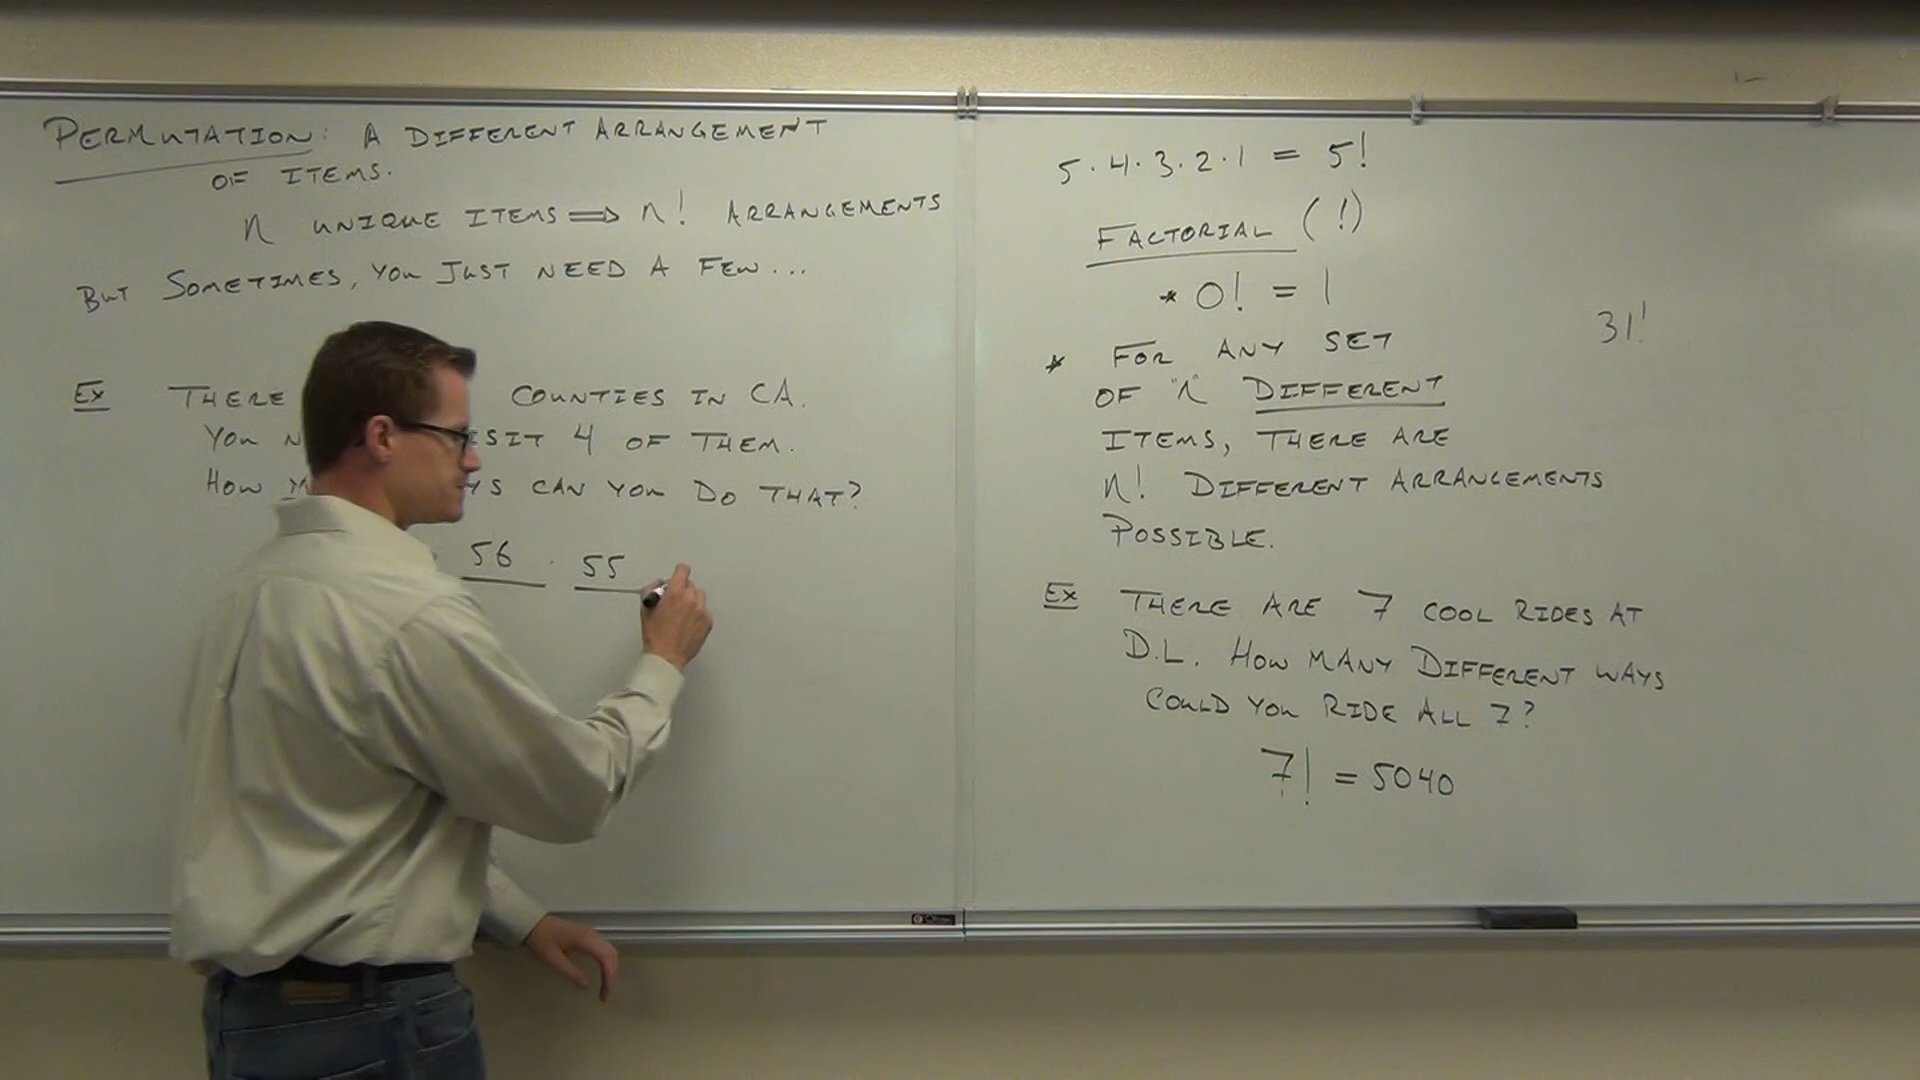 PERMUTATION: A DIFFERENT ARRANGEMENT
OF ITEMS.
n UNIQUE ITEMS ⇒ n! ARRANGEMENTS
BUT SOMETIMES, YOU JUST NEED A FEW...
EX THERE COUNTIES IN CA.
YOU 4 OF THEM.
HOW CAN YOU DO THAT?
56 · 55
5·4·3·2·1 = 5!
FACTORIAL (!)
* 0! = 1
31!
* FOR ANY SET
OF "n" DIFFERENT
ITEMS, THERE ARE
n! DIFFERENT ARRANGEMENTS
POSSIBLE.
EX THERE ARE 7 COOL RIDES AT
D.L. HOW MANY DIFFERENT WAYS
COULD YOU RIDE ALL 7?
7! = 5040